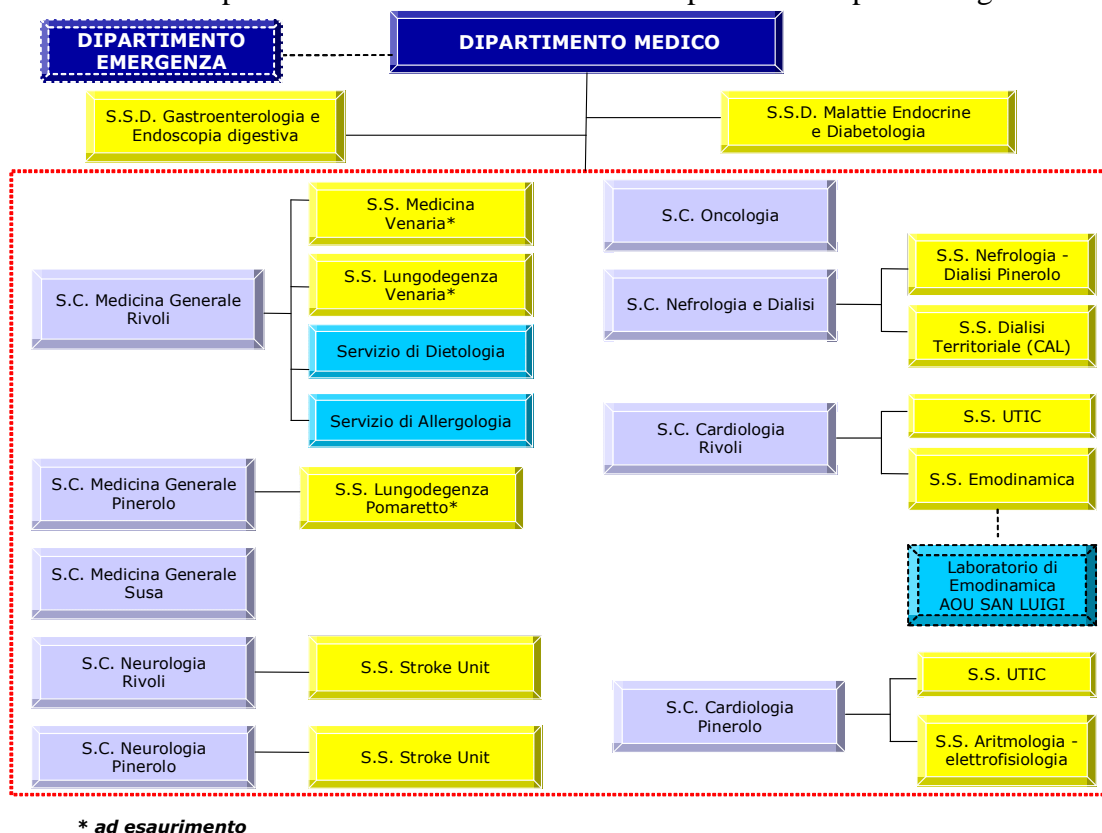 DIPARTIMENTO
EMERGENZA
DIPARTIMENTO MEDICO
S.S.D. Gastroenterologia e
Endoscopia digestiva
S.S.D. Malattie Endocrine
e Diabetologia
S.C. Medicina Generale
Rivoli
S.S. Medicina
Venaria*
S.S. Lungodegenza
Venaria*
Servizio di Dietologia
Servizio di Allergologia
S.C. Medicina Generale
Pinerolo
S.S. Lungodegenza
Pomaretto*
S.C. Medicina Generale
Susa
S.C. Neurologia
Rivoli
S.S. Stroke Unit
S.C. Neurologia
Pinerolo
S.S. Stroke Unit
S.C. Oncologia
S.C. Nefrologia e Dialisi
S.S. Nefrologia -
Dialisi Pinerolo
S.S. Dialisi
Territoriale (CAL)
S.C. Cardiologia
Rivoli
S.S. UTIC
S.S. Emodinamica
Laboratorio di
Emodinamica
AOU SAN LUIGI
S.C. Cardiologia
Pinerolo
S.S. UTIC
S.S. Aritmologia -
elettrofisiologia
* ad esaurimento